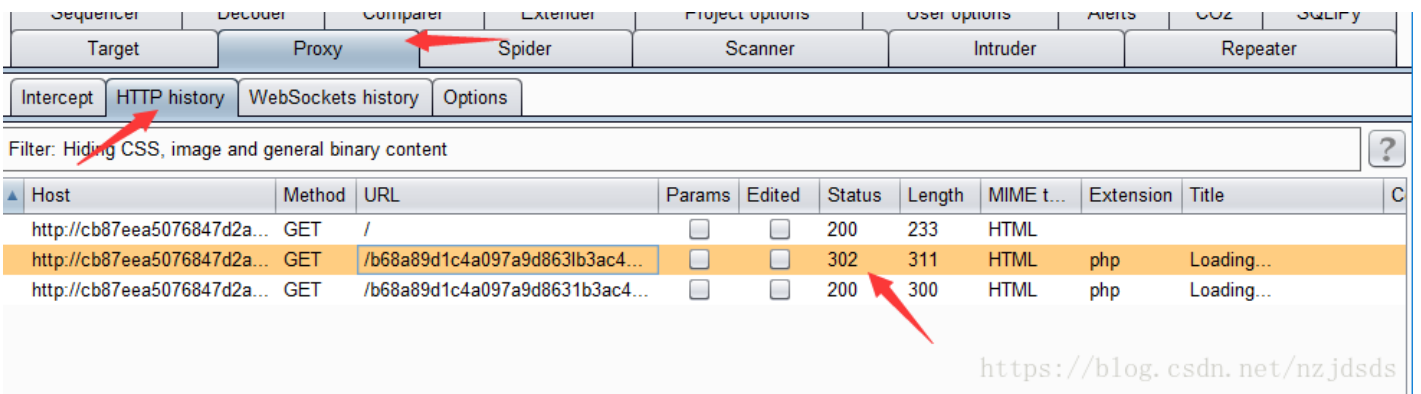 Sequencer Decoder Comparer Extender Project options User options Alerts CO2 SQLiPy
Target Proxy Spider Scanner Intruder Repeater
Intercept HTTP history WebSockets history Options
Filter: Hiding CSS, image and general binary content ?
Host Method URL Params Edited Status Length MIME t... Extension Title C
http://cb87eea5076847d2a... GET / 200 233 HTML
http://cb87eea5076847d2a... GET /b68a89d1c4a097a9d863lb3ac4... 302 311 HTML php Loading...
http://cb87eea5076847d2a... GET /b68a89d1c4a097a9d8631b3ac4... 200 300 HTML php Loading...
https://blog.csdn.net/nzjdsds